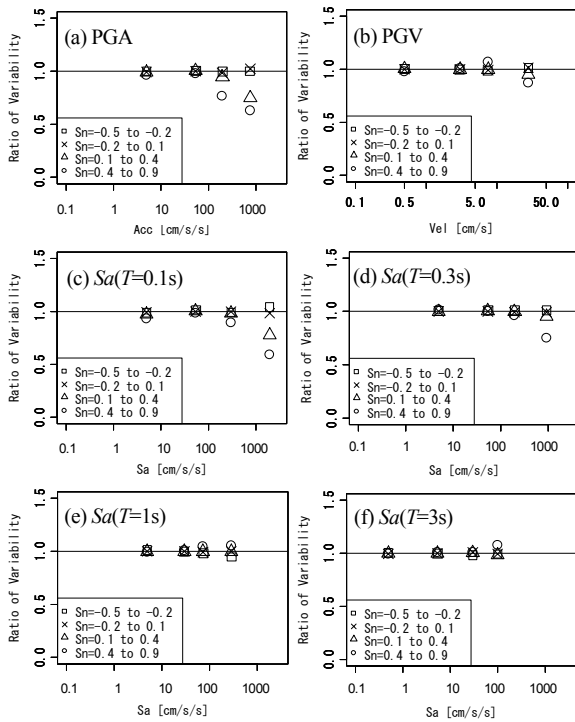 (a) PGA
Ratio of Variability
0.0 0.5 1.0 1.5
Sn=-0.5 to -0.2
Sn=-0.2 to 0.1
Sn=0.1 to 0.4
Sn=0.4 to 0.9
0.1 1 10 100 1000
Acc [cm/s/s]
(b) PGV
Ratio of Variability
0.0 0.5 1.0 1.5
Sn=-0.5 to -0.2
Sn=-0.2 to 0.1
Sn=0.1 to 0.4
Sn=0.4 to 0.9
0.1 0.5 5.0 50.0
Vel [cm/s]
(c) Sa(T=0.1s)
Ratio of Variability
0.0 0.5 1.0 1.5
Sn=-0.5 to -0.2
Sn=-0.2 to 0.1
Sn=0.1 to 0.4
Sn=0.4 to 0.9
0.1 1 10 100 1000
Sa [cm/s/s]
(d) Sa(T=0.3s)
Ratio of Variability
0.0 0.5 1.0 1.5
Sn=-0.5 to -0.2
Sn=-0.2 to 0.1
Sn=0.1 to 0.4
Sn=0.4 to 0.9
0.1 1 10 100 1000
Sa [cm/s/s]
(e) Sa(T=1s)
Ratio of Variability
0.0 0.5 1.0 1.5
Sn=-0.5 to -0.2
Sn=-0.2 to 0.1
Sn=0.1 to 0.4
Sn=0.4 to 0.9
0.1 1 10 100 1000
Sa [cm/s/s]
(f) Sa(T=3s)
Ratio of Variability
0.0 0.5 1.0 1.5
Sn=-0.5 to -0.2
Sn=-0.2 to 0.1
Sn=0.1 to 0.4
Sn=0.4 to 0.9
0.1 1 10 100 1000
Sa [cm/s/s]